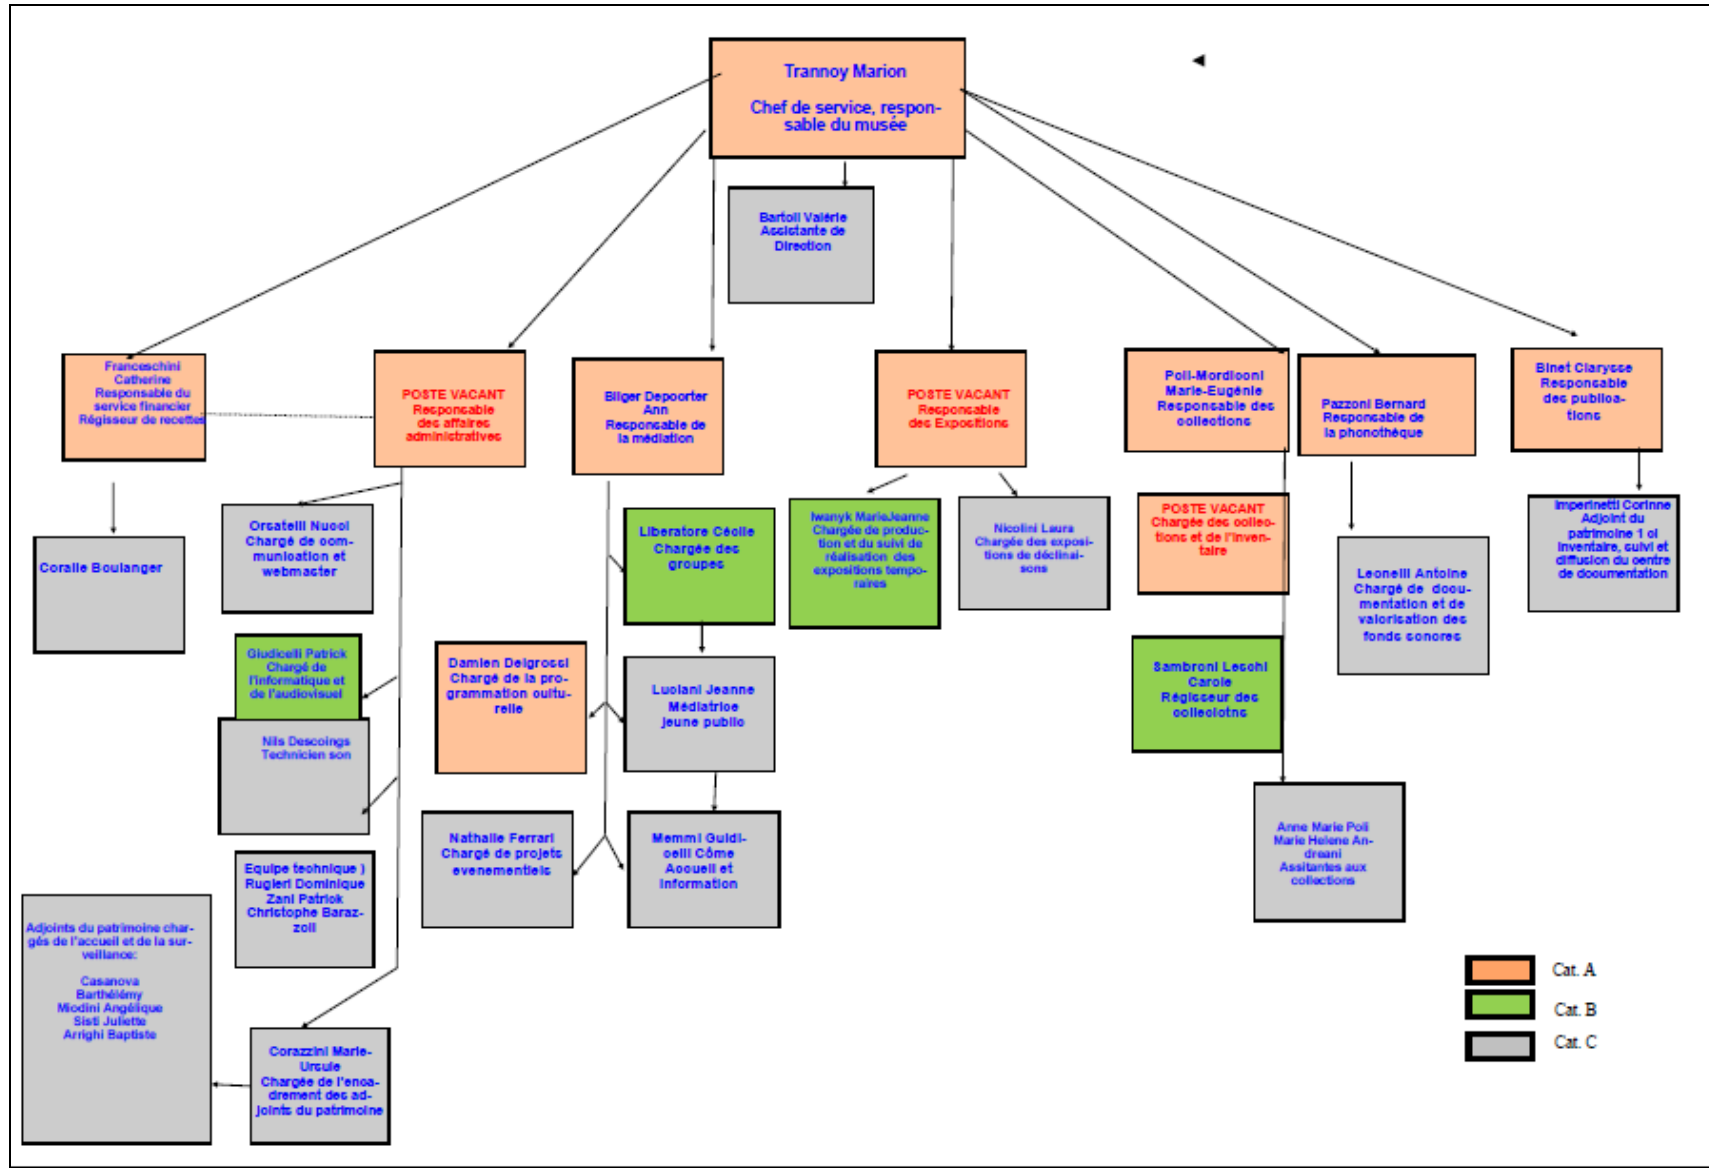 Trannoy Marion
Chef de service, respon-
sable du musée
Bartoli Valérie
Assistante de
Direction
Franceschini
Catherine
Responsable du
service financier
Régisseur de recettes
POSTE VACANT
Responsable
des affaires
administratives
Bilger Depoorter
Ann
Responsable de
la médiation
POSTE VACANT
Responsable
des Expositions
Poli-Mordiconi
Marie-Eugénie
Responsable des
collections
Pazzoni Bernard
Responsable de
la phonothèque
Binet Clarysse
Responsable
des publica-
tions
Coralie Boulanger
Orsatelli Nucci
Chargé de com-
munication et
webmaster
Liberatore Cécile
Chargée des
groupes
Iwanyk MarieJeanne
Chargée de produc-
tion et du suivi de
réalisation des
expositions tempo-
raires
Nicolini Laura
Chargée des exposi-
tions de déclinai-
sons
POSTE VACANT
Chargée des collec-
tions et de l'inven-
taire
Leonelli Antoine
Chargé de docu-
mentation et de
valorisation des
fonds sonores
Imperinetti Corinne
Adjoint du
patrimoine 1 cl
Inventaire, suivi et
diffusion du centre
de documentation
Giudicelli Patrick
Chargé de
l'informatique et
de l'audiovisuel
Nils Descoings
Technicien son
Damien Delgrossi
Chargé de la pro-
grammation cultu-
relle
Luciani Jeanne
Médiatrice
jeune public
Sambroni Leschi
Carole
Régisseur des
colleciotns
Nathalie Ferrari
Chargé de projets
evenementiels
Memmi Guidi-
celli Côme
Accueil et
Information
Anne Marie Poli
Marie Helene An-
dreani
Assitantes aux
collections
Equipe technique )
Rugieri Dominique
Zani Patrick
Christophe Baraz-
zoli
Adjoints du patrimoine char-
gés de l'accueil et de la sur-
veillance:
Casanova
Barthélémy
Miodini Angélique
Sisti Juliette
Arrighi Baptiste
Corazzini Marie-
Ursule
Chargée de l'enca-
drement des ad-
joints du patrimoine
Cat. A
Cat. B
Cat. C